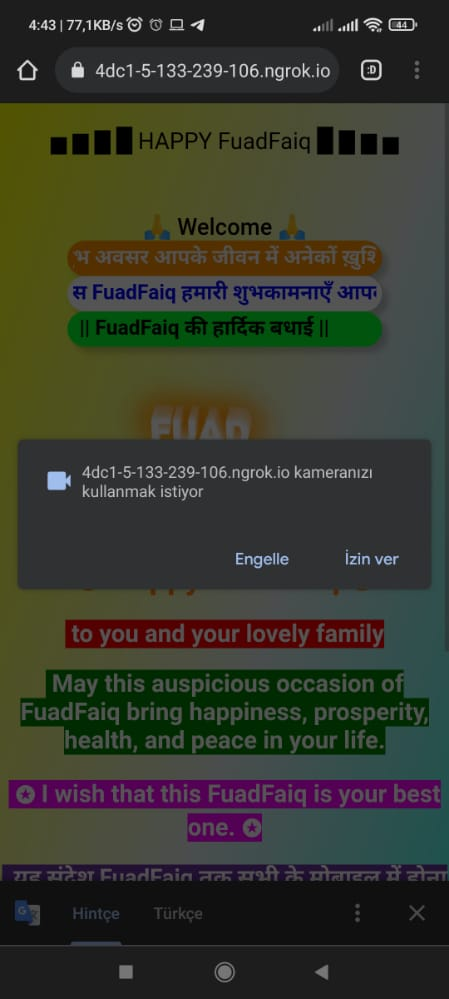 4:43 | 77,1KB/s
44
4dc1-5-133-239-106.ngrok.io
:D
HAPPY FuadFaiq
🙏 Welcome 🙏
भ अवसर आपके जीवन में अनेकों ख़ुशि
स FuadFaiq हमारी शुभकामनाएँ आपव
|| FuadFaiq की हार्दिक बधाई ||
FUAD
4dc1-5-133-239-106.ngrok.io kameranızı
kullanmak istiyor
Engelle
İzin ver
to you and your lovely family
May this auspicious occasion of
FuadFaiq bring happiness, prosperity,
health, and peace in your life.
✪ I wish that this FuadFaiq is your best
one. ✪
यह संदेश FuadFaiq तक सभी के मोबाइल में होना
Hintçe
Türkçe